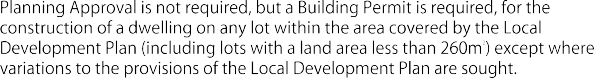 Planning Approval is not required, but a Building Permit is required, for the
construction of a dwelling on any lot within the area covered by the Local
Development Plan (including lots with a land area less than 260m²) except where
variations to the provisions of the Local Development Plan are sought.